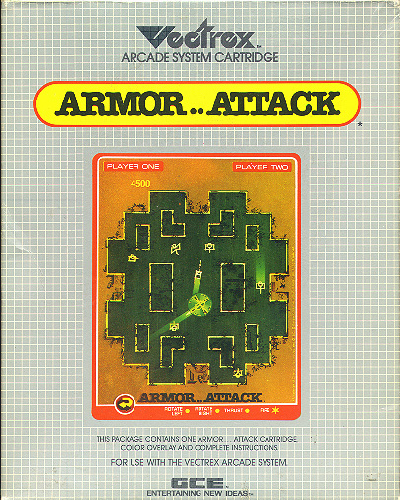 Vectrex™
ARCADE SYSTEM CARTRIDGE
ARMOR .. ATTACK
*
PLAYER ONE PLAYER TWO
4500
ARMOR .. ATTACK
ROTATE LEFT ROTATE RIGHT THRUST FIRE
THIS PACKAGE CONTAINS ONE ARMOR . . . ATTACK CARTRIDGE,
COLOR OVERLAY AND COMPLETE INSTRUCTIONS.
FOR USE WITH THE VECTREX ARCADE SYSTEM.
GCE
ENTERTAINING NEW IDEAS™